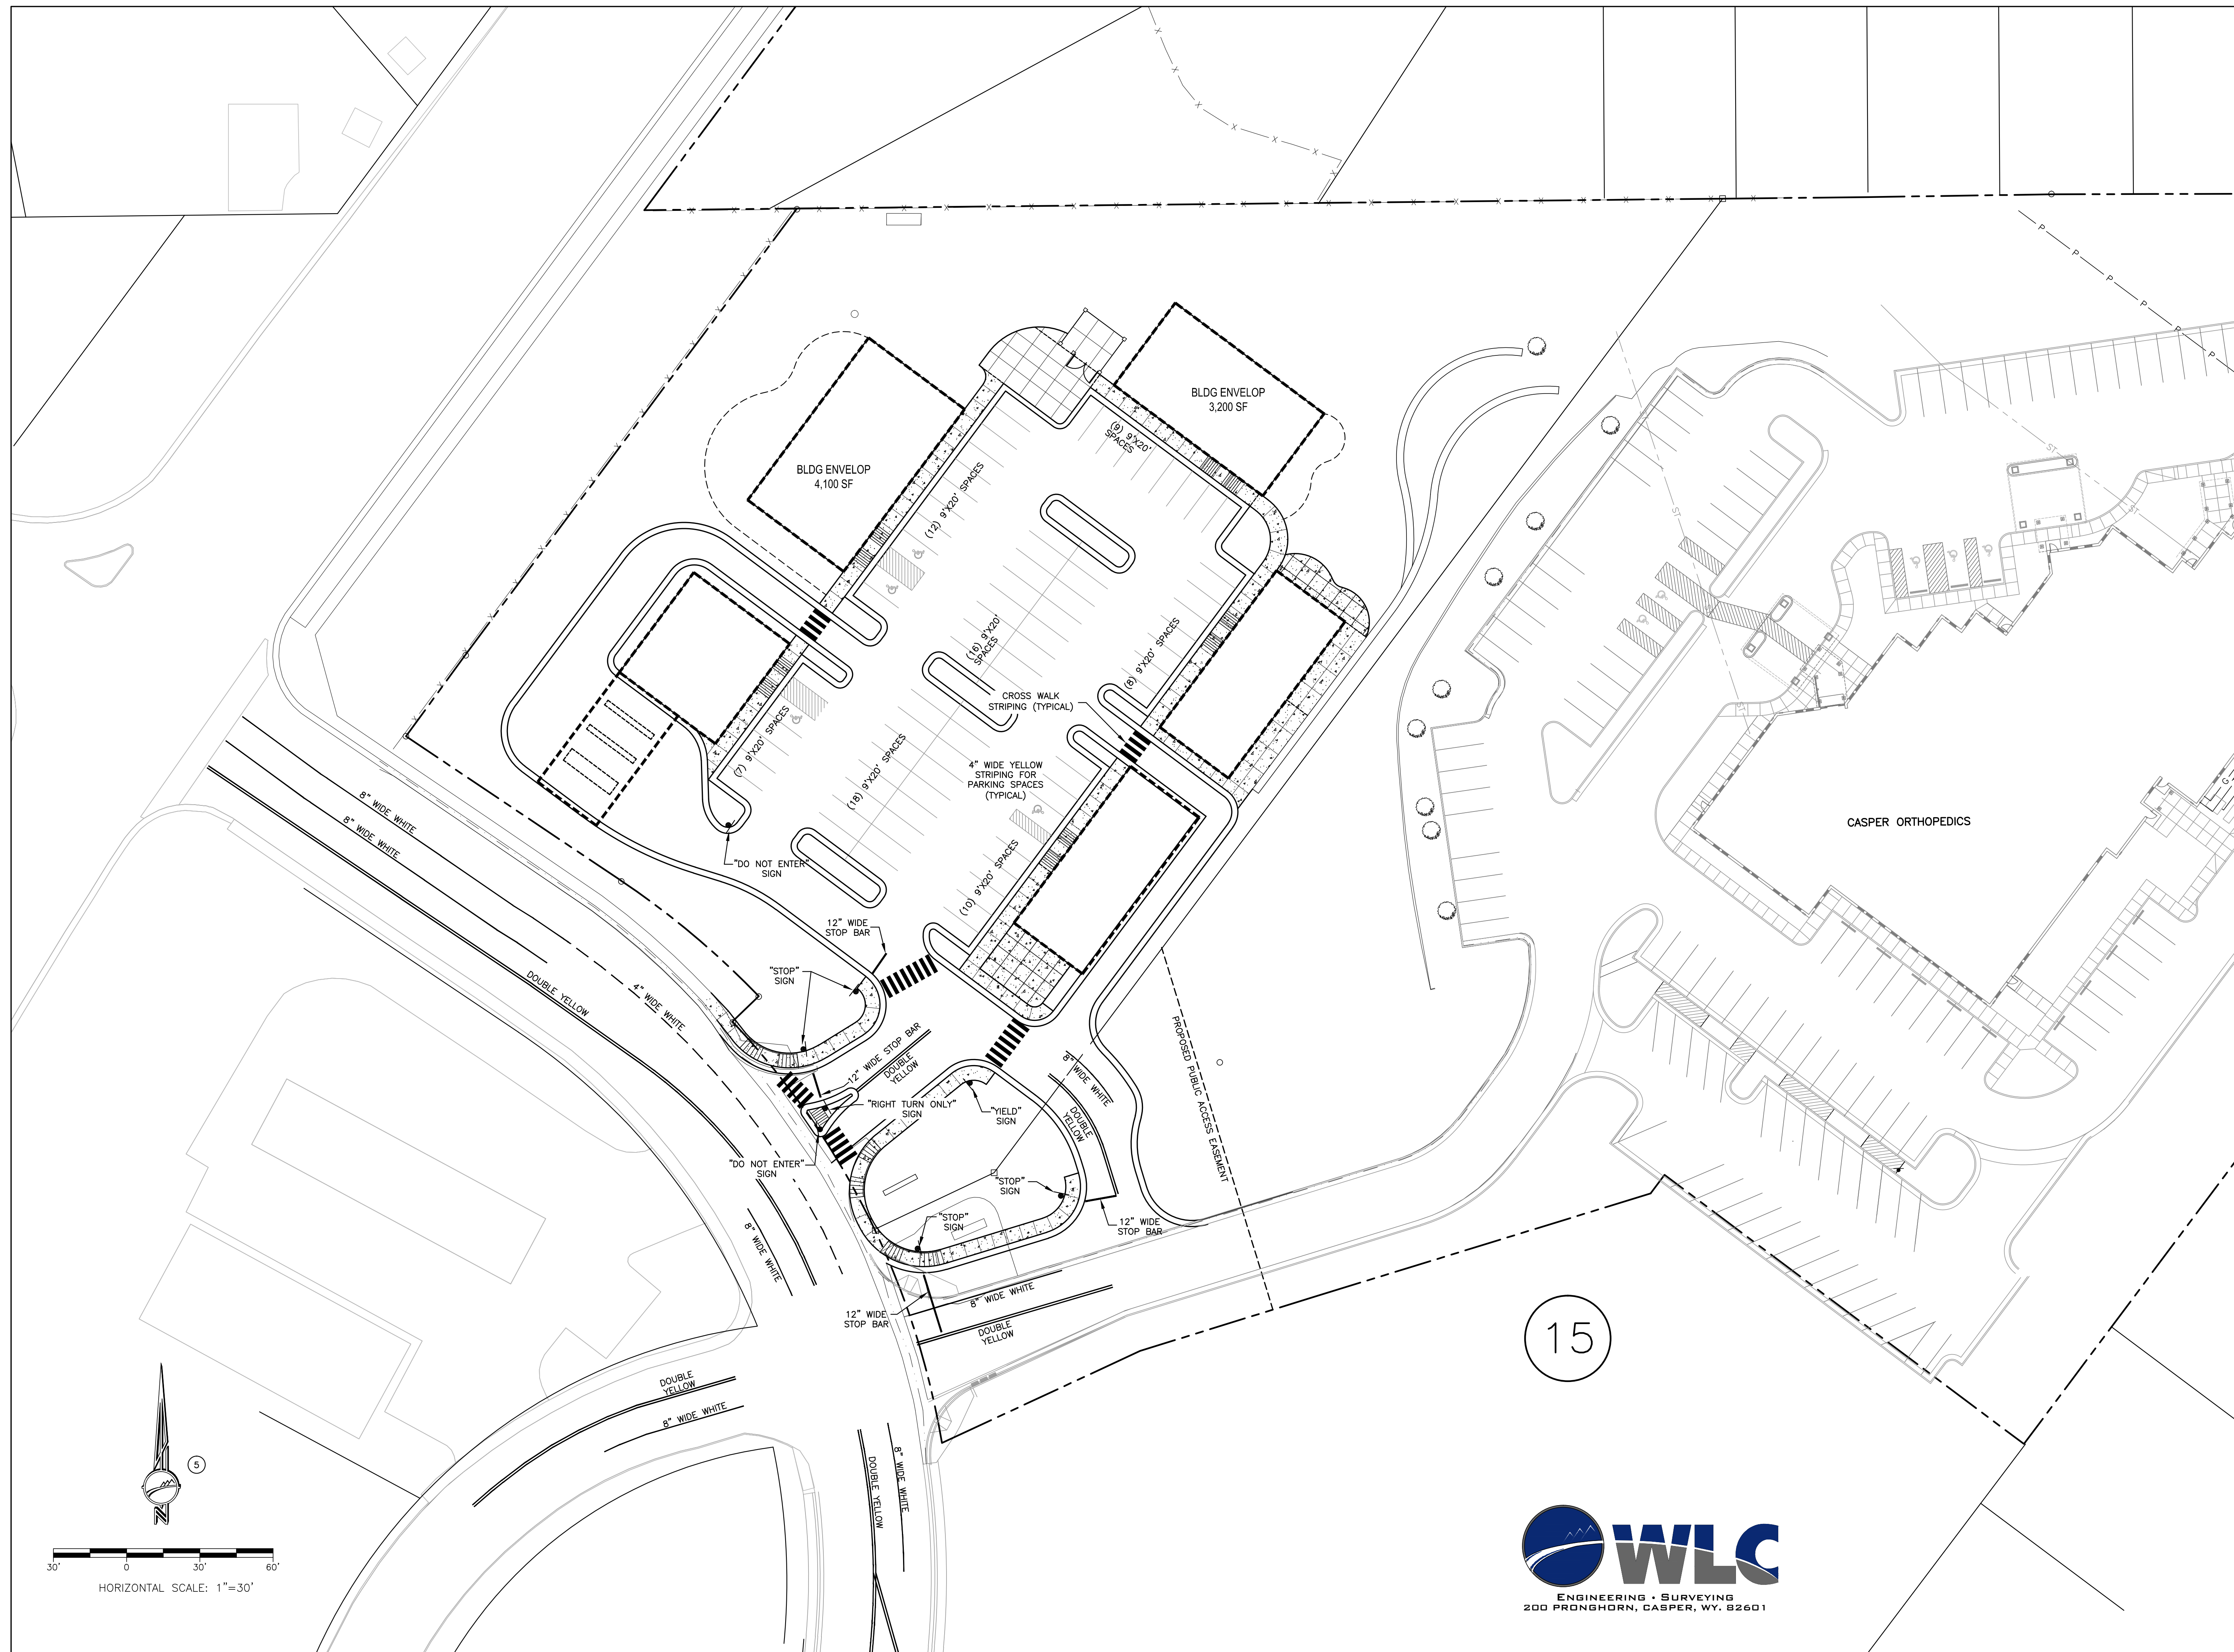 BLDG ENVELOP
3,200 SF
BLDG ENVELOP
4,100 SF
(9) 9'X20'
SPACES
(12) 9'X20' SPACES
(16) 9'X20'
SPACES
(8) 9'X20' SPACES
CROSS WALK
STRIPING (TYPICAL)
(7) 9'X20' SPACES
(18) 9'X20' SPACES
4" WIDE YELLOW
STRIPING FOR
PARKING SPACES
(TYPICAL)
(10) 9'X20' SPACES
"DO NOT ENTER"
SIGN
CASPER ORTHOPEDICS
8" WIDE WHITE
8" WIDE WHITE
12" WIDE
STOP BAR
"STOP"
SIGN
DOUBLE YELLOW
4" WIDE WHITE
12" WIDE STOP BAR
DOUBLE
YELLOW
"RIGHT TURN ONLY"
SIGN
"YIELD"
SIGN
8"
WIDE WHITE
DOUBLE
YELLOW
PROPOSED PUBLIC ACCESS EASEMENT
"DO NOT ENTER"
SIGN
"STOP"
SIGN
"STOP"
SIGN
12" WIDE
STOP BAR
8" WIDE WHITE
12" WIDE
STOP BAR
8" WIDE WHITE
DOUBLE
YELLOW
15
DOUBLE
YELLOW
8" WIDE WHITE
DOUBLE YELLOW
8" WIDE WHITE
5
N
30'
0
30'
60'
HORIZONTAL SCALE: 1"=30'
WLC
ENGINEERING • SURVEYING
200 PRONGHORN, CASPER, WY. 82601
X
P
P
P
P
P
ST
ST
ST
ST
G